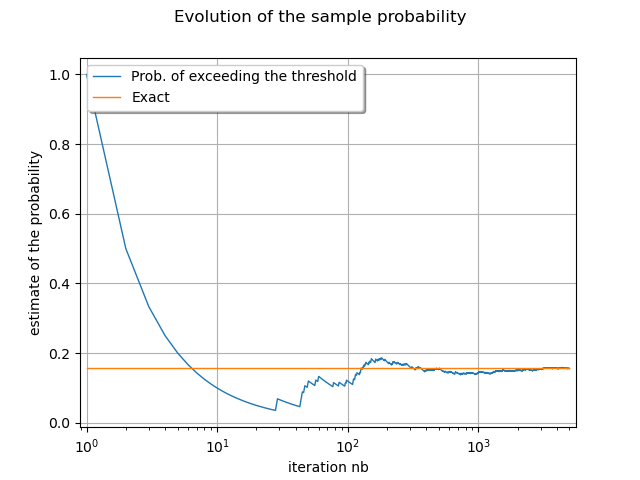 Evolution of the sample probability
Prob. of exceeding the threshold
Exact
estimate of the probability
1.0
0.8
0.6
0.4
0.2
0.0
10⁰
10¹
10²
10³
iteration nb